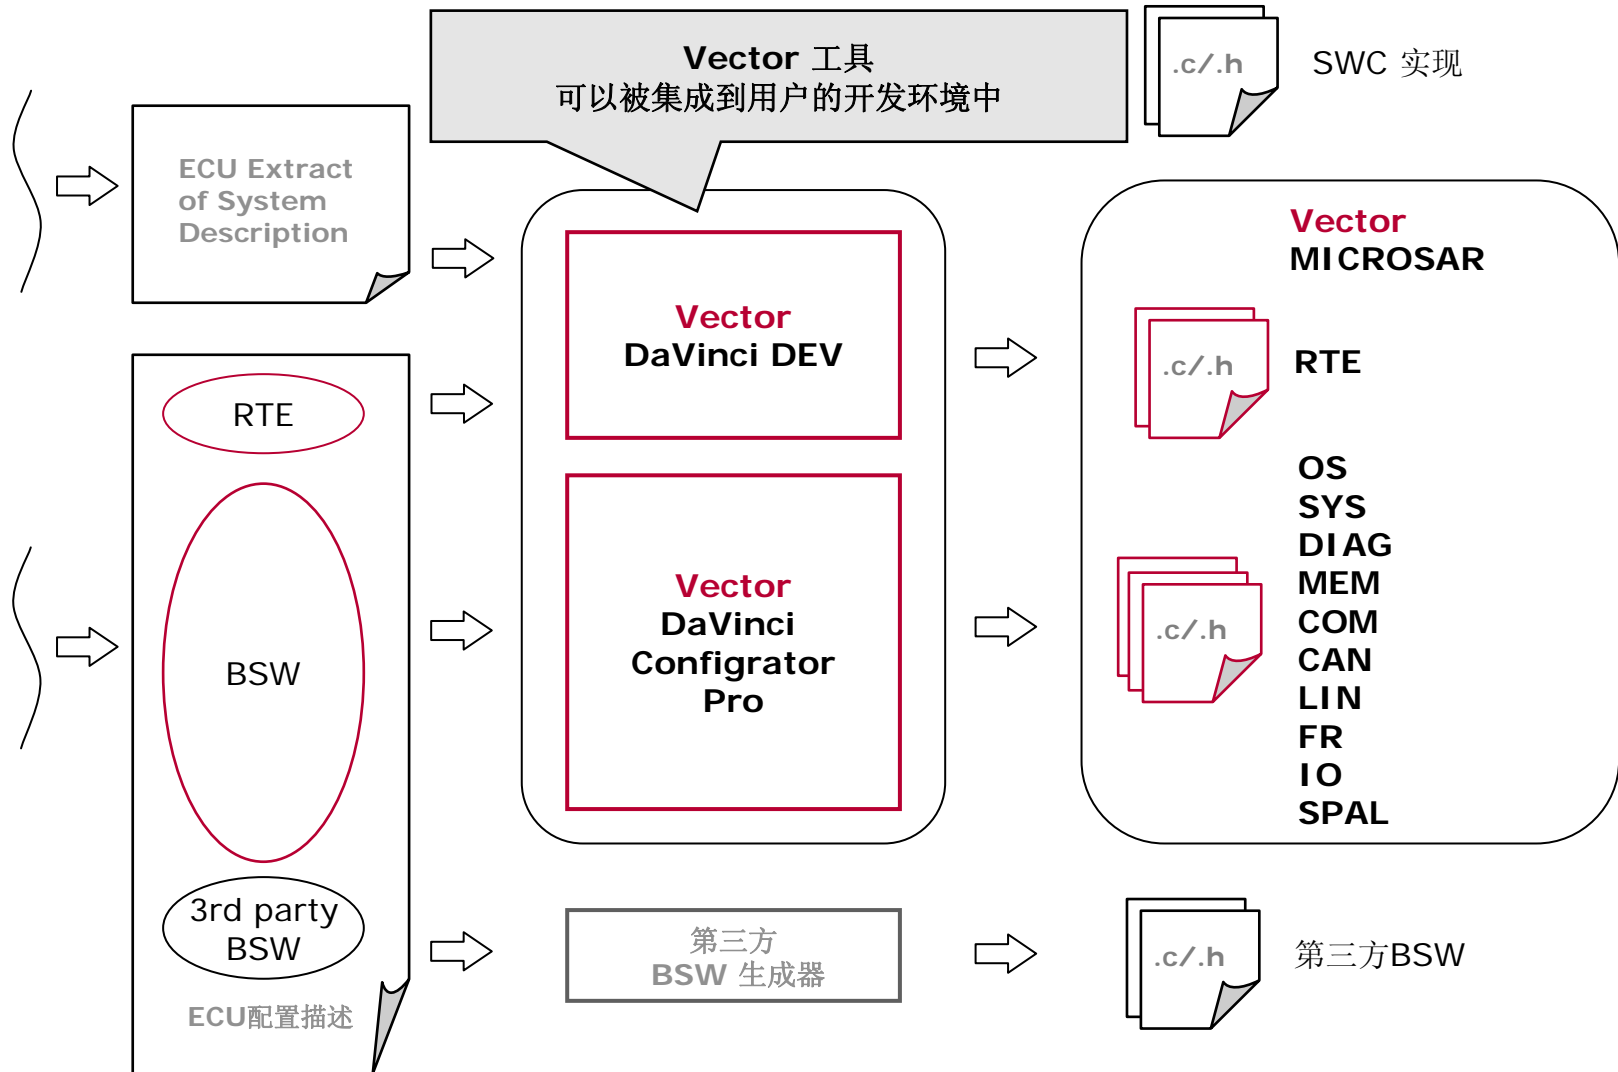 Vector 工具
可以被集成到用户的开发环境中
.c/.h
SWC 实现
ECU Extract
of System
Description
Vector
DaVinci DEV
Vector
MICROSAR
.c/.h
RTE
RTE
BSW
Vector
DaVinci
Configrator
Pro
.c/.h
OS
SYS
DIAG
MEM
COM
CAN
LIN
FR
IO
SPAL
3rd party
BSW
ECU配置描述
第三方
BSW 生成器
.c/.h
第三方BSW